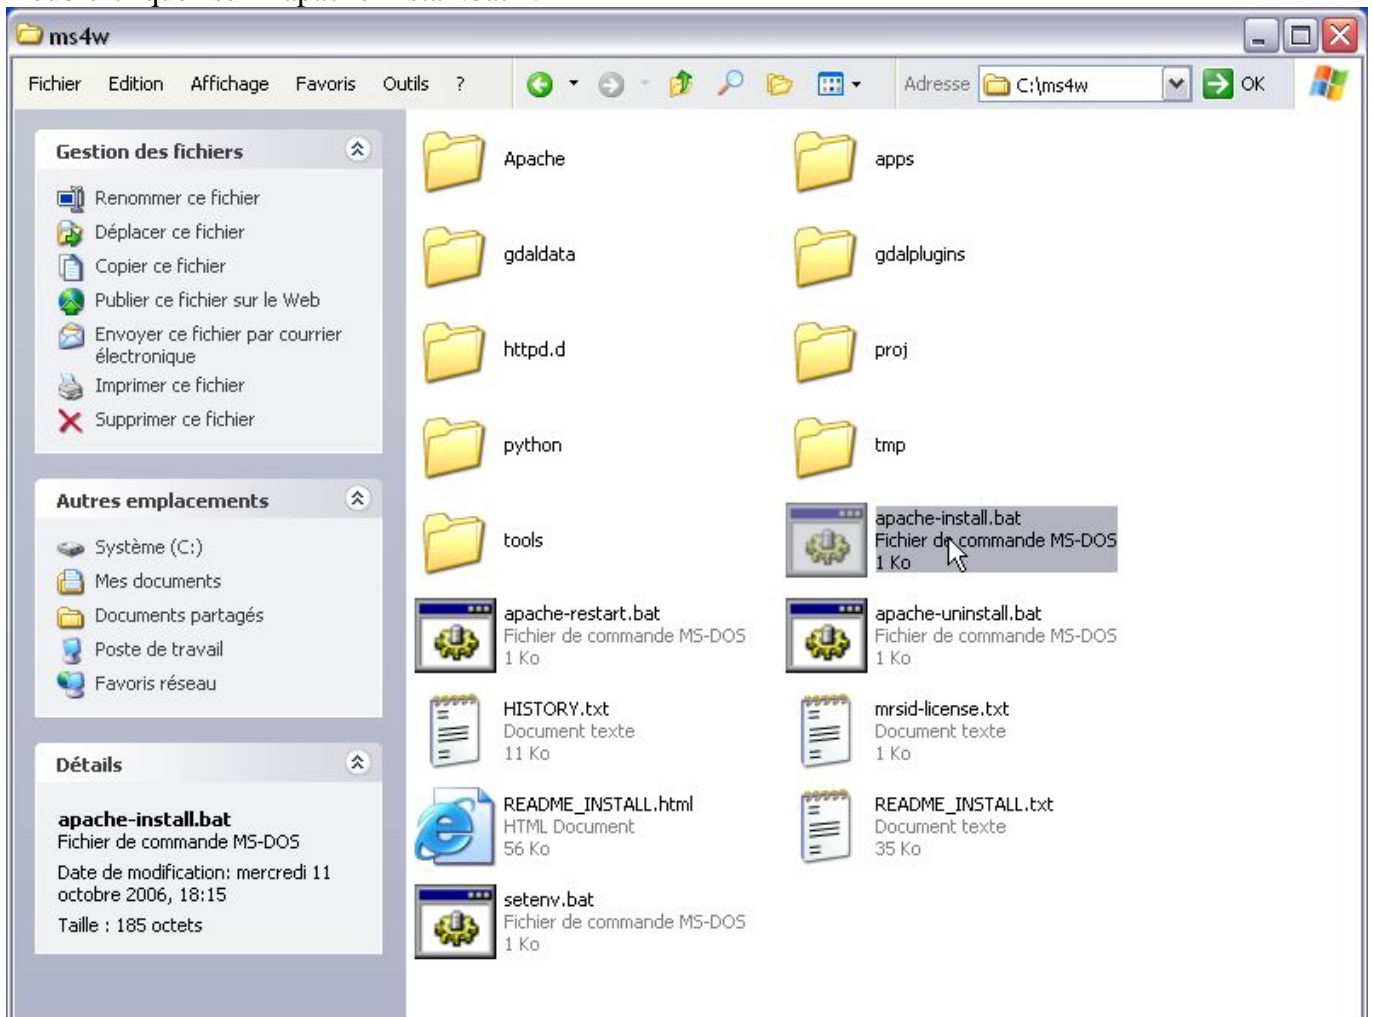 ms4w
Fichier Edition Affichage Favoris Outils ? Adresse C:\ms4w OK
Gestion des fichiers
Renommer ce fichier
Déplacer ce fichier
Copier ce fichier
Publier ce fichier sur le Web
Envoyer ce fichier par courrier
électronique
Imprimer ce fichier
Supprimer ce fichier
Autres emplacements
Système (C:)
Mes documents
Documents partagés
Poste de travail
Favoris réseau
Détails
apache-install.bat
Fichier de commande MS-DOS
Date de modification: mercredi 11
octobre 2006, 18:15
Taille : 185 octets
Apache
apps
gdaldata
gdalplugins
httpd.d
proj
python
tmp
tools
apache-install.bat
Fichier de commande MS-DOS
1 Ko
apache-restart.bat
Fichier de commande MS-DOS
1 Ko
apache-uninstall.bat
Fichier de commande MS-DOS
1 Ko
HISTORY.txt
Document texte
11 Ko
mrsid-license.txt
Document texte
1 Ko
README_INSTALL.html
HTML Document
56 Ko
README_INSTALL.txt
Document texte
35 Ko
setenv.bat
Fichier de commande MS-DOS
1 Ko